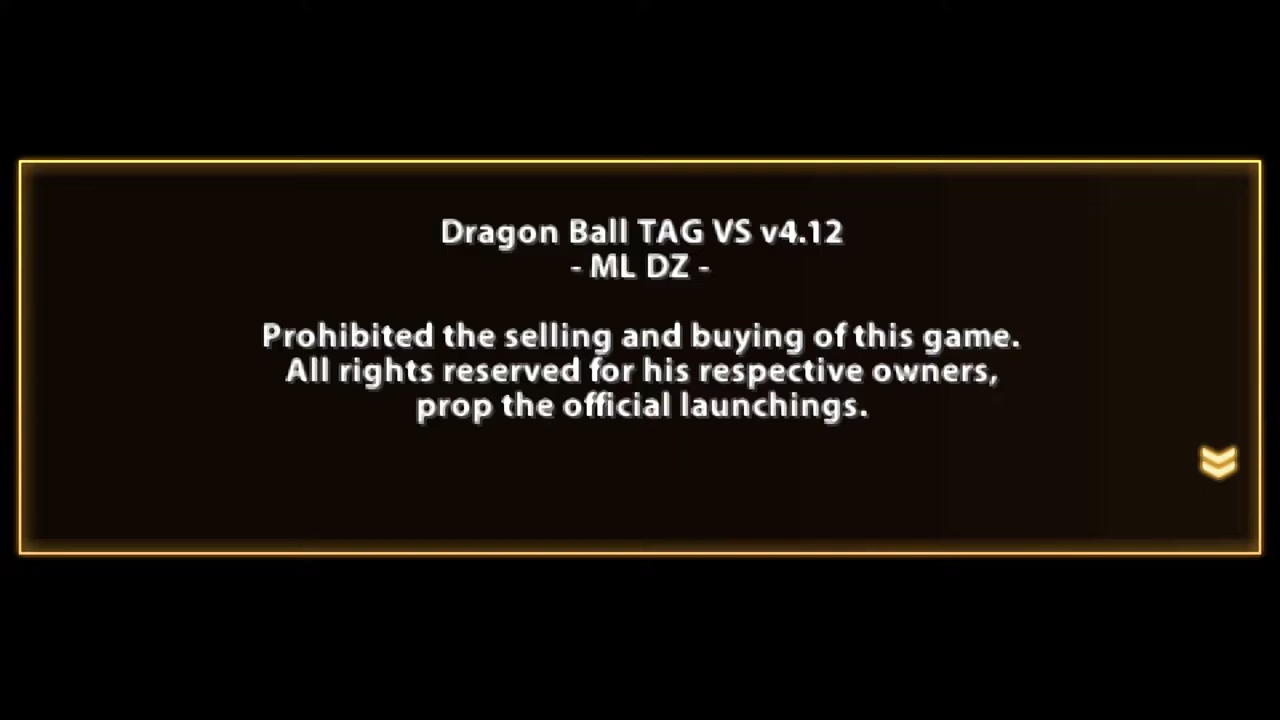 Dragon Ball TAG VS v4.12
- ML DZ -
Prohibited the selling and buying of this game.
All rights reserved for his respective owners,
prop the official launchings.